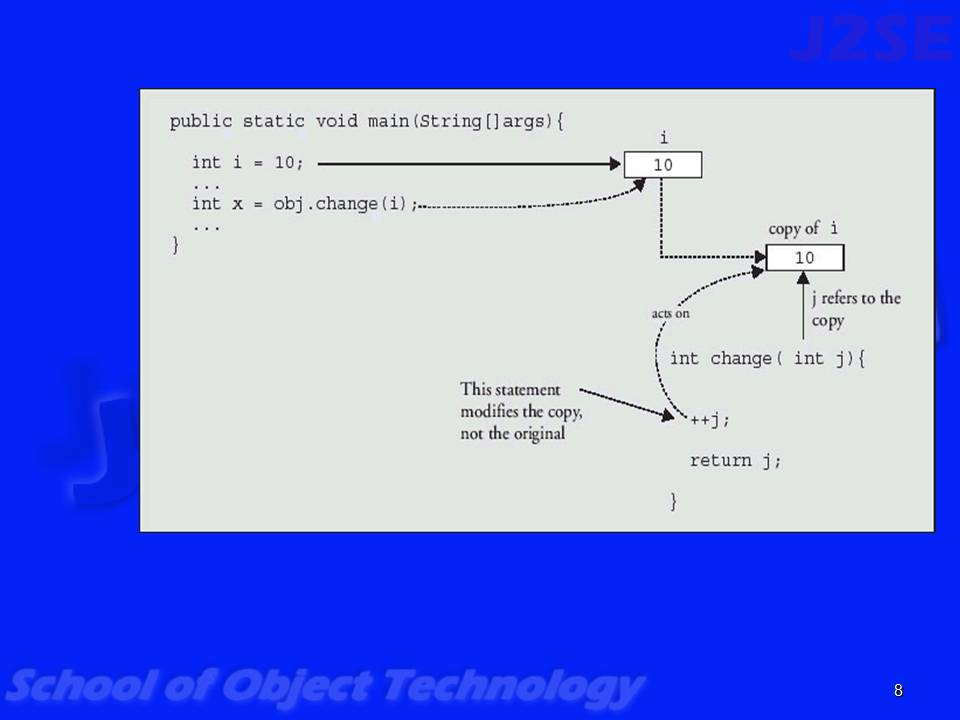 J2SE
public static void main(String[]args){
i
int i = 10;
10
...
int x = obj.change(i);
...
}
copy of i
10
j refers to the
copy
acts on
int change( int j){
This statement
modifies the copy,
not the original
++j;
return j;
}
School of Object Technology
8